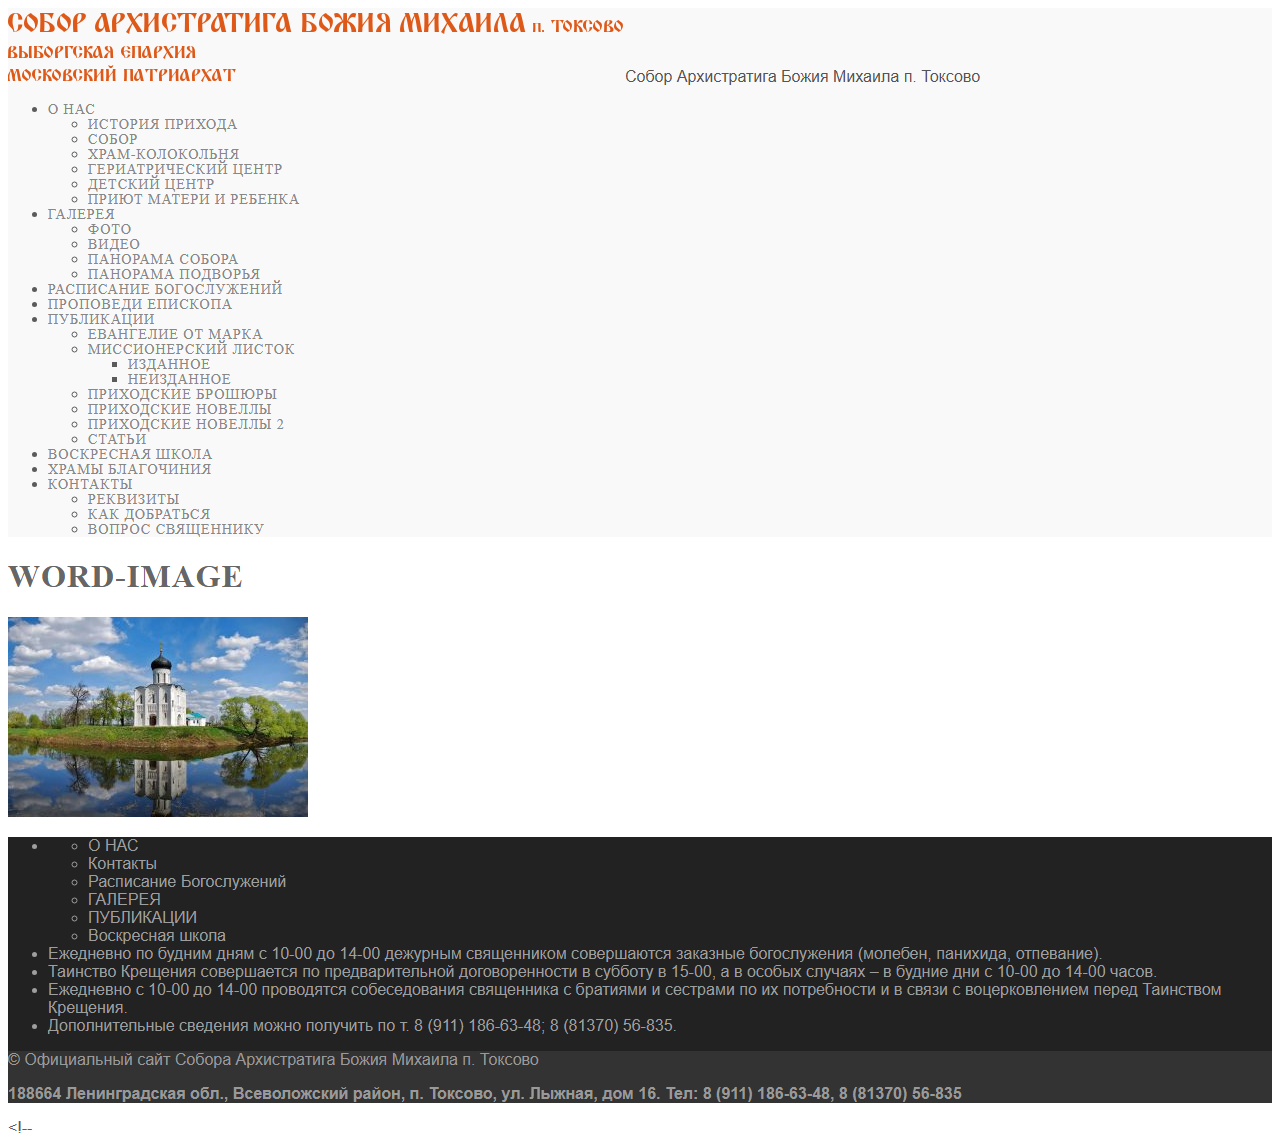 СОБОР АРХИСТРАТИГА БОЖИЯ МИХАИЛА п. ТОКСОВО
ВЫБОРГСКАЯ ЕПАРХИЯ
МОСКОВСКИЙ ПАТРИАРХАТ
Собор Архистратига Божия Михаила п. Токсово
О НАС
ИСТОРИЯ ПРИХОДА
СОБОР
ХРАМ-КОЛОКОЛЬНЯ
ГЕРИАТРИЧЕСКИЙ ЦЕНТР
ДЕТСКИЙ ЦЕНТР
ПРИЮТ МАТЕРИ И РЕБЕНКА
ГАЛЕРЕЯ
ФОТО
ВИДЕО
ПАНОРАМА СОБОРА
ПАНОРАМА ПОДВОРЬЯ
РАСПИСАНИЕ БОГОСЛУЖЕНИЙ
ПРОПОВЕДИ ЕПИСКОПА
ПУБЛИКАЦИИ
ЕВАНГЕЛИЕ ОТ МАРКА
МИССИОНЕРСКИЙ ЛИСТОК
ИЗДАННОЕ
НЕИЗДАННОЕ
ПРИХОДСКИЕ БРОШЮРЫ
ПРИХОДСКИЕ НОВЕЛЛЫ
ПРИХОДСКИЕ НОВЕЛЛЫ 2
СТАТЬИ
ВОСКРЕСНАЯ ШКОЛА
ХРАМЫ БЛАГОЧИНИЯ
КОНТАКТЫ
РЕКВИЗИТЫ
КАК ДОБРАТЬСЯ
ВОПРОС СВЯЩЕННИКУ
WORD-IMAGE
О НАС
Контакты
Расписание Богослужений
ГАЛЕРЕЯ
ПУБЛИКАЦИИ
Воскресная школа
Ежедневно по будним дням с 10-00 до 14-00 дежурным священником совершаются заказные богослужения (молебен, панихида, отпевание).
Таинство Крещения совершается по предварительной договоренности в субботу в 15-00, а в особых случаях – в будние дни с 10-00 до 14-00 часов.
Ежедневно с 10-00 до 14-00 проводятся собеседования священника с братиями и сестрами по их потребности и в связи с воцерковлением перед Таинством
Крещения.
Дополнительные сведения можно получить по т. 8 (911) 186-63-48; 8 (81370) 56-835.
© Официальный сайт Собора Архистратига Божия Михаила п. Токсово
188664 Ленинградская обл., Всеволожский район, п. Токсово, ул. Лыжная, дом 16. Тел: 8 (911) 186-63-48, 8 (81370) 56-835
<!--